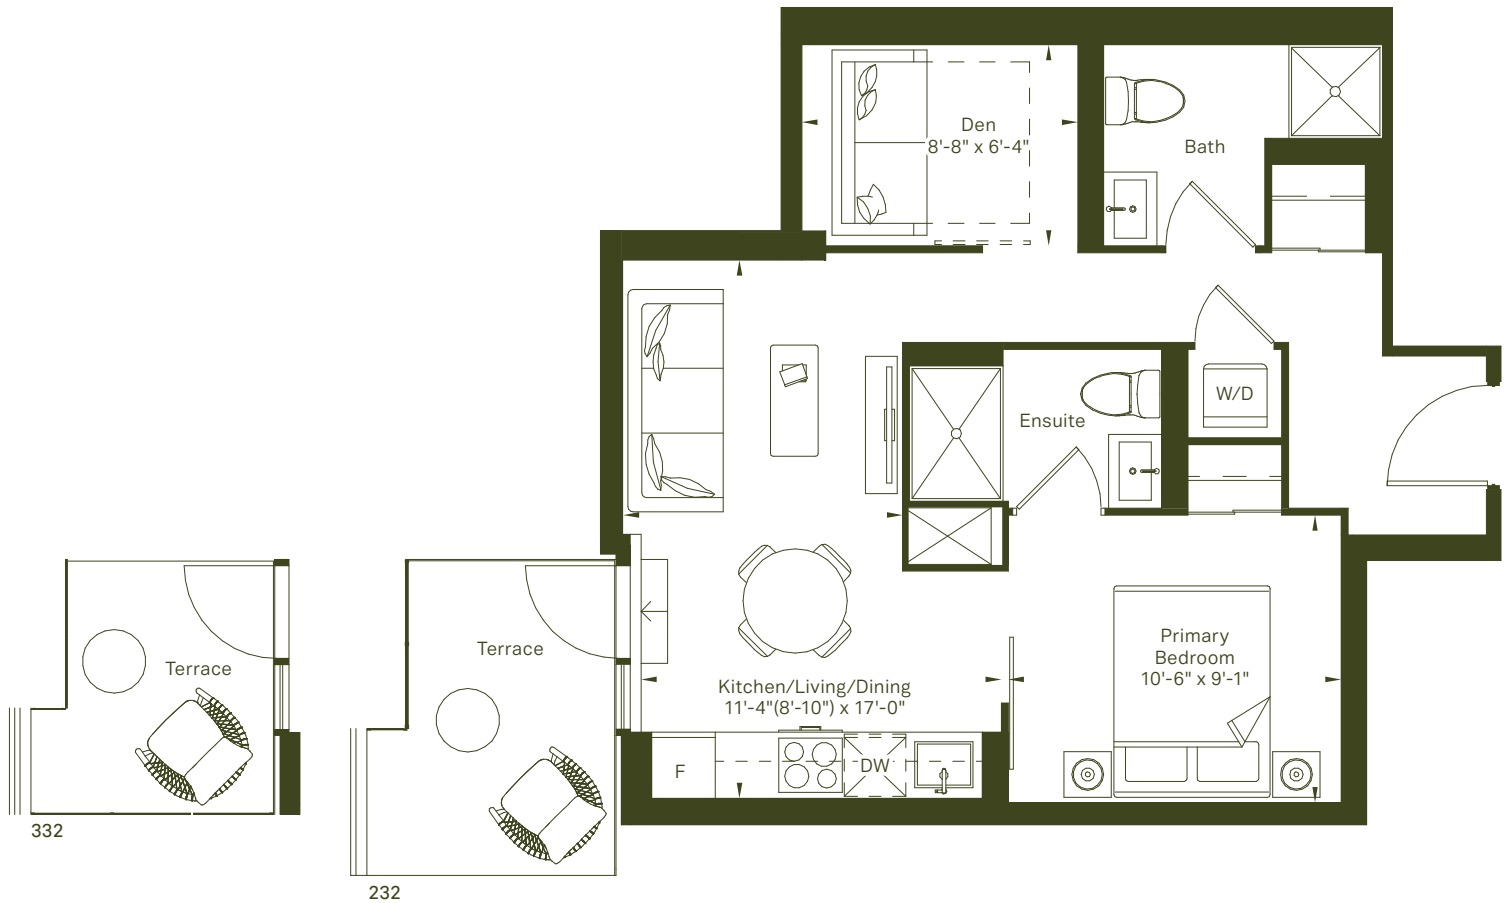 Den
8'-8" x 6'-4"
Bath
W/D
Ensuite
Terrace
Terrace
Primary
Bedroom
10'-6" x 9'-1"
Kitchen/Living/Dining
11'-4"(8'-10") x 17'-0"
F
DW
332
232